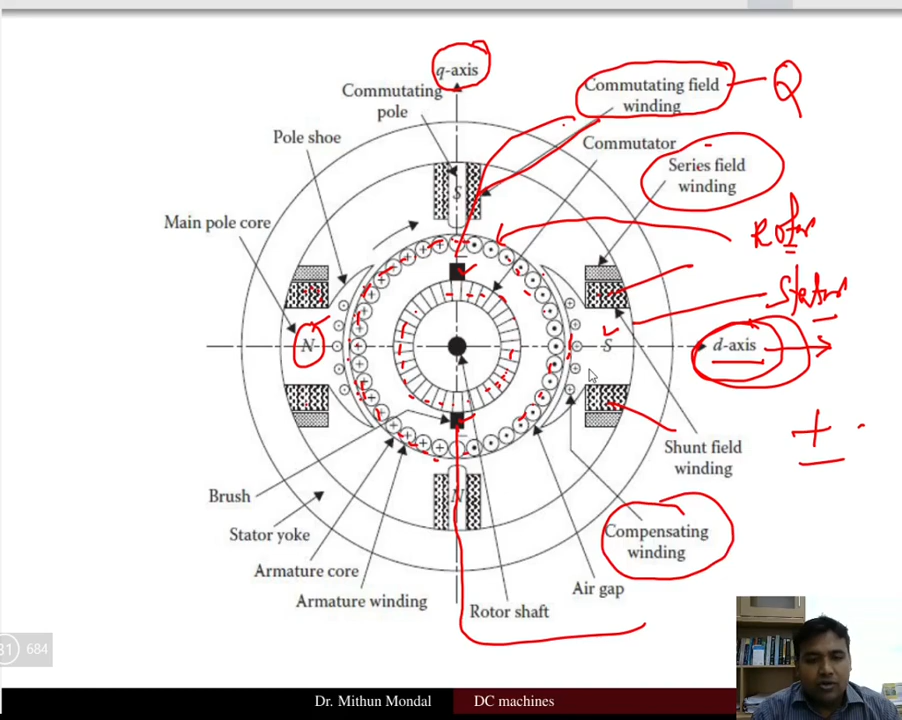 q-axis
Commutating
pole
Commutating field
winding
Q
Pole shoe
Commutator
Series field
winding
Main pole core
S
Rotor
Stator
N
S
d-axis
+
Shunt field
winding
Brush
N
Stator yoke
Compensating
winding
Armature core
Air gap
Armature winding
Rotor shaft
31 684
Dr. Mithun Mondal
DC machines